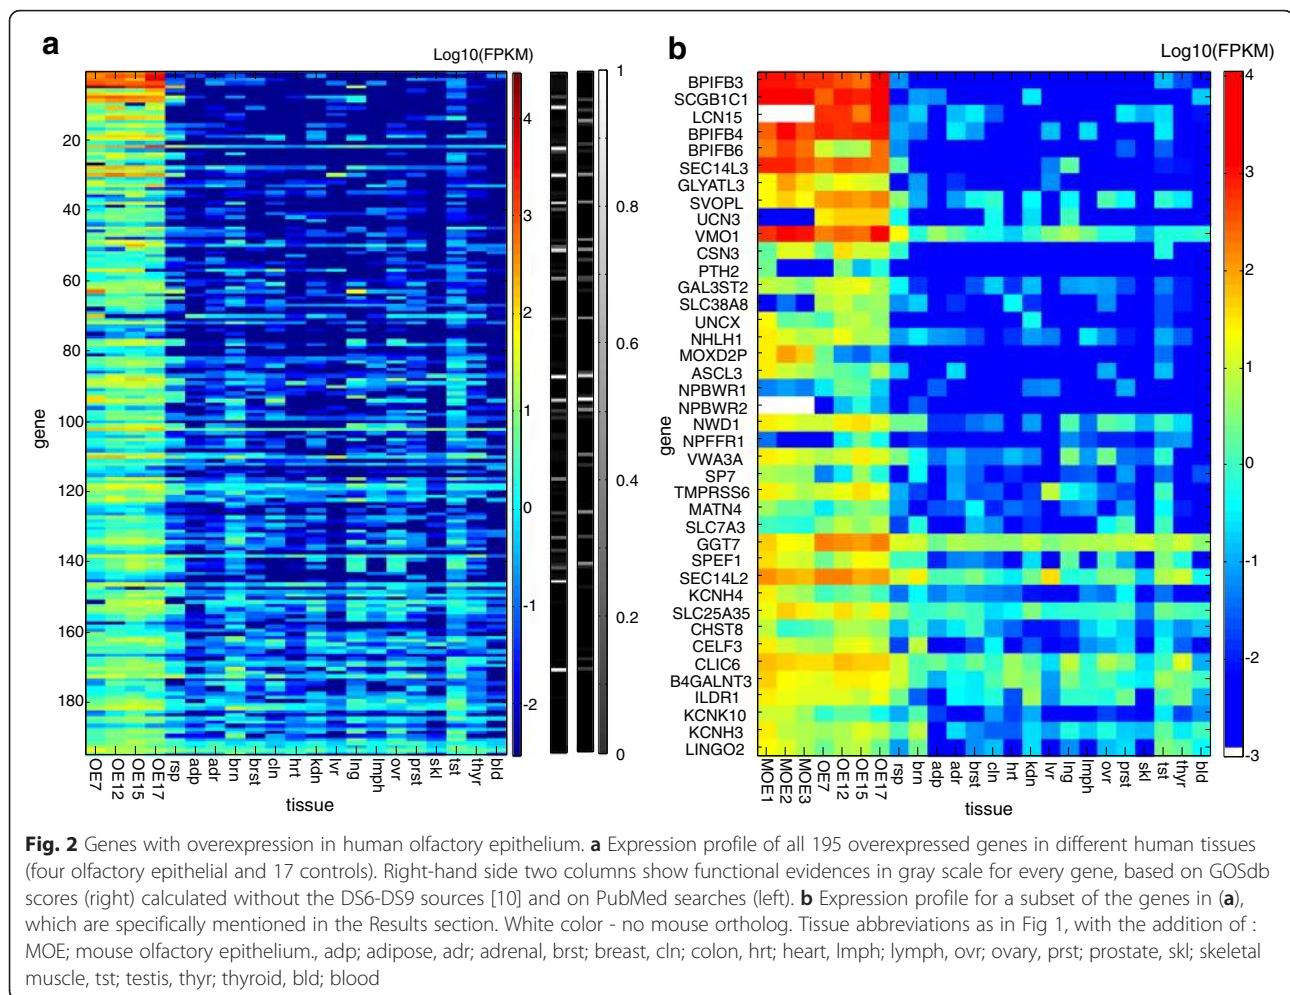 a
Log10(FPKM)
20
40
60
80
100
120
140
160
180
gene
OE7
OE12
OE15
OE17
rsp
adp
adr
brn
brst
cln
hrt
kdn
lvr
lng
lmph
ovr
prst
skl
tst
thyr
bld
tissue
4
3
2
1
0
-1
-2
1
0.8
0.6
0.4
0.2
0
b
Log10(FPKM)
BPIFB3
SCGB1C1
LCN15
BPIFB4
BPIFB6
SEC14L3
GLYATL3
SVOPL
UCN3
VMO1
CSN3
PTH2
GAL3ST2
SLC38A8
UNCX
NHLH1
MOXD2P
ASCL3
NPBWR1
NPBWR2
NWD1
NPFFR1
VWA3A
SP7
TMPRSS6
MATN4
SLC7A3
GGT7
SPEF1
SEC14L2
KCNH4
SLC25A35
CHST8
CELF3
CLIC6
B4GALNT3
ILDR1
KCNK10
KCNH3
LINGO2
gene
MOE1
MOE2
MOE3
OE7
OE12
OE15
OE17
rsp
brn
adp
adr
brst
cln
hrt
kdn
lvr
lng
lmph
ovr
prst
skl
tst
thyr
bld
tissue
4
3
2
1
0
-1
-2
-3
Fig. 2 Genes with overexpression in human olfactory epithelium. a Expression profile of all 195 overexpressed genes in different human tissues
(four olfactory epithelial and 17 controls). Right-hand side two columns show functional evidences in gray scale for every gene, based on GOSdb
scores (right) calculated without the DS6-DS9 sources [10] and on PubMed searches (left). b Expression profile for a subset of the genes in (a),
which are specifically mentioned in the Results section. White color - no mouse ortholog. Tissue abbreviations as in Fig 1, with the addition of :
MOE; mouse olfactory epithelium., adp; adipose, adr; adrenal, brst; breast, cln; colon, hrt; heart, lmph; lymph, ovr; ovary, prst; prostate, skl; skeletal
muscle, tst; testis, thyr; thyroid, bld; blood